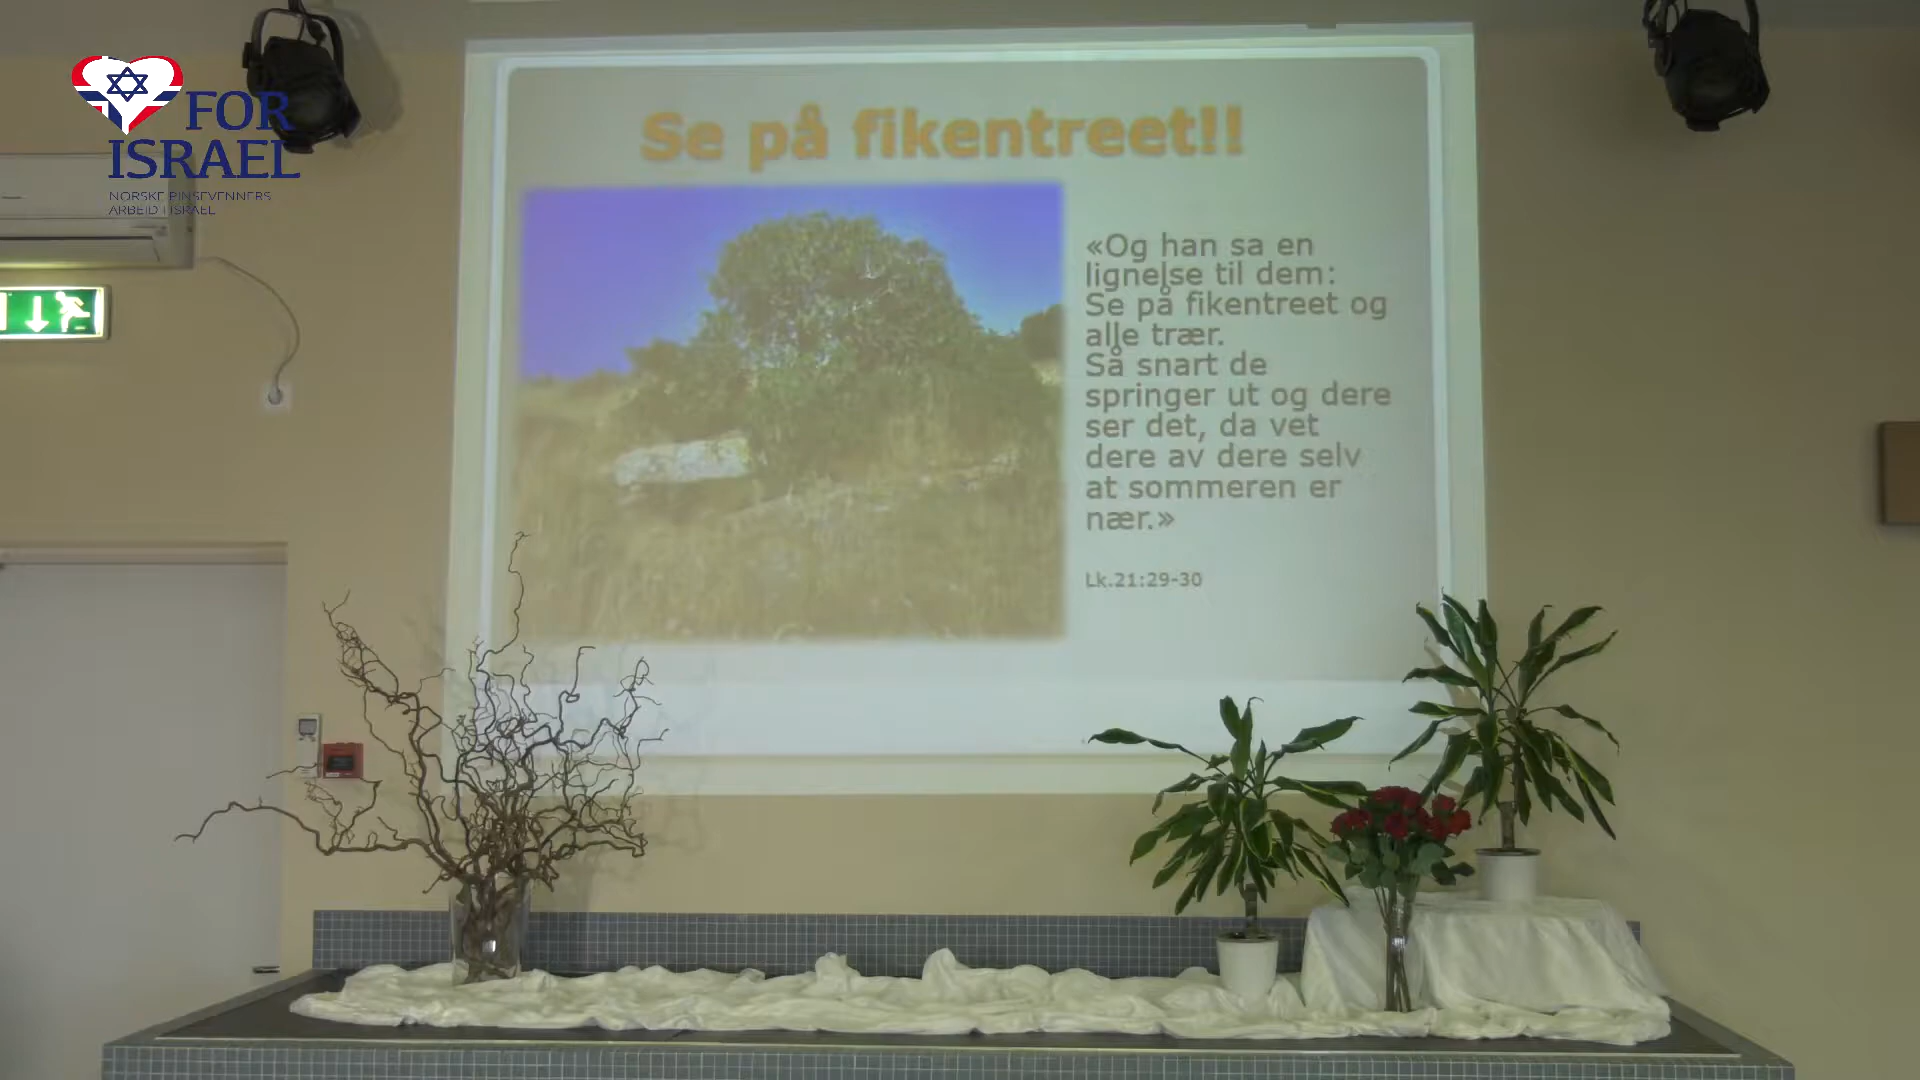 FOR
ISRAEL
NORSKE PINSEVENNERS
ARBEID I ISRAEL
Se på fikentreet!!
«Og han sa en
lignelse til dem:
Se på fikentreet og
alle trær.
Så snart de
springer ut og dere
ser det, da vet
dere av dere selv
at sommeren er
nær.»
Lk.21:29-30